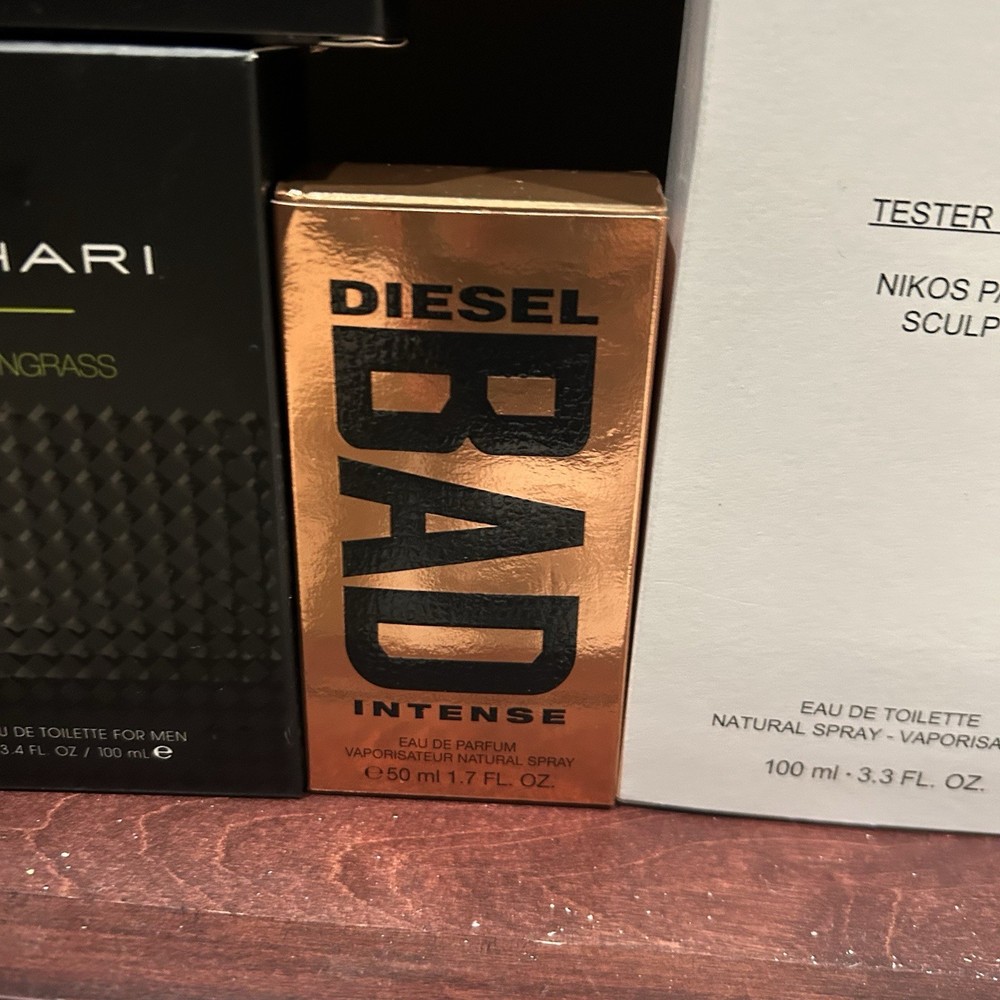 HARI
NGRASS
U DE TOILETTE FOR MEN
3.4 FL. OZ / 100 mL e
DIESEL
BAD
INTENSE
EAU DE PARFUM
VAPORISATEUR NATURAL SPRAY
e 50 ml 1.7 FL. OZ.
TESTER
NIKOS PA
SCULP
EAU DE TOILETTE
NATURAL SPRAY - VAPORISA
100 ml · 3.3 FL. OZ.